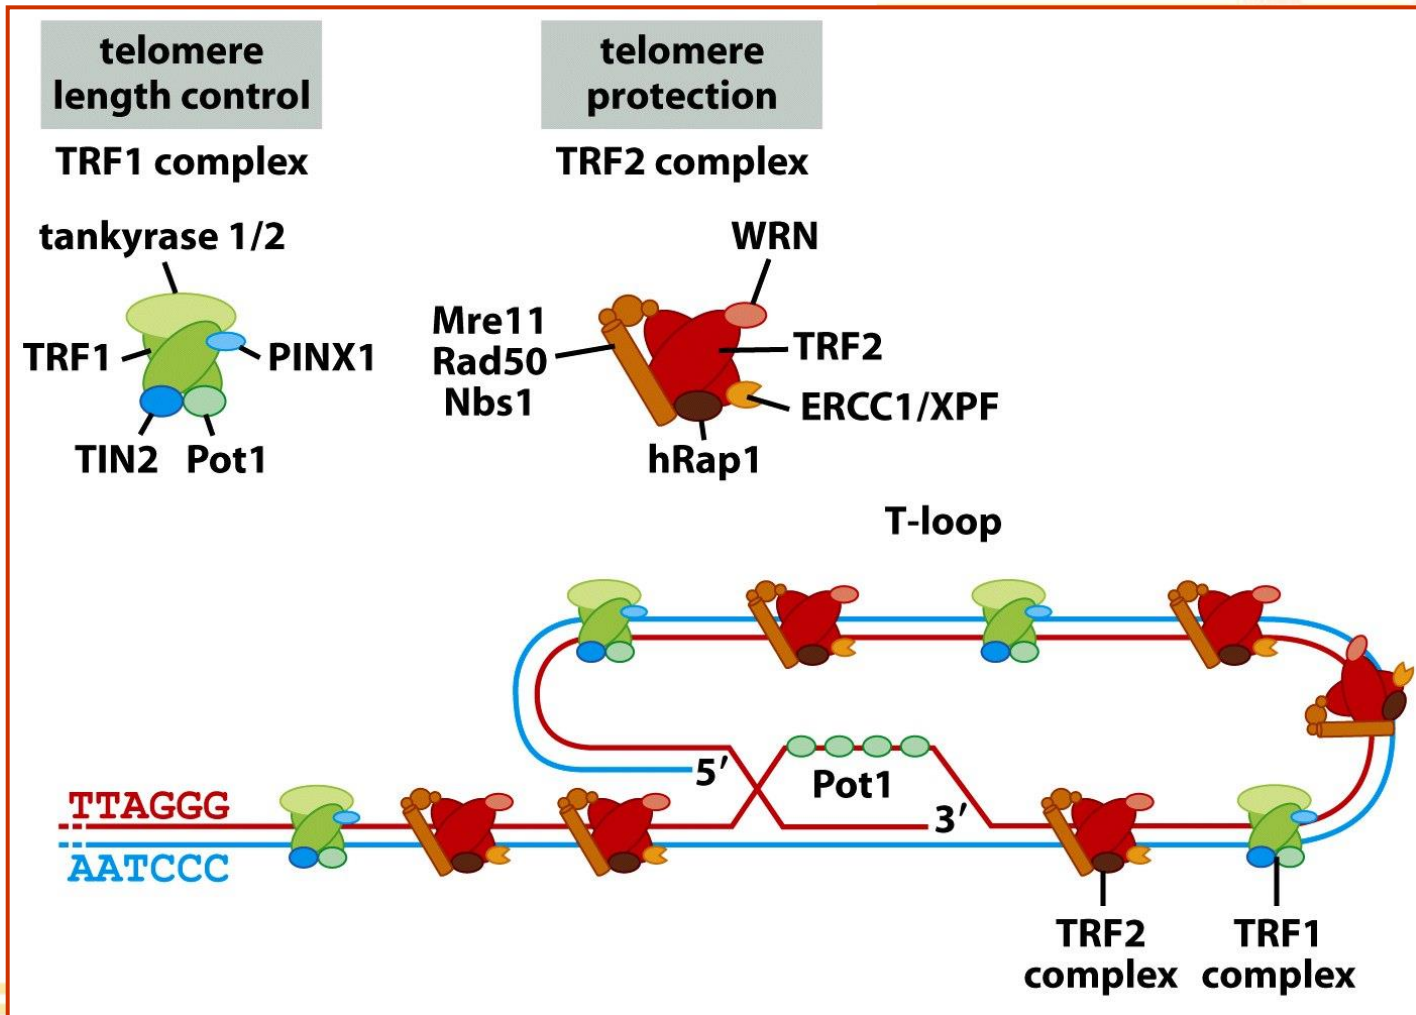 telomere
length control
TRF1 complex
tankyrase 1/2
TRF1
PINX1
TIN2
Pot1
telomere
protection
TRF2 complex
WRN
Mre11
Rad50
Nbs1
TRF2
ERCC1/XPF
hRap1
T-loop
5′
Pot1
3′
TTAGGG
AATCCC
TRF2
complex
TRF1
complex